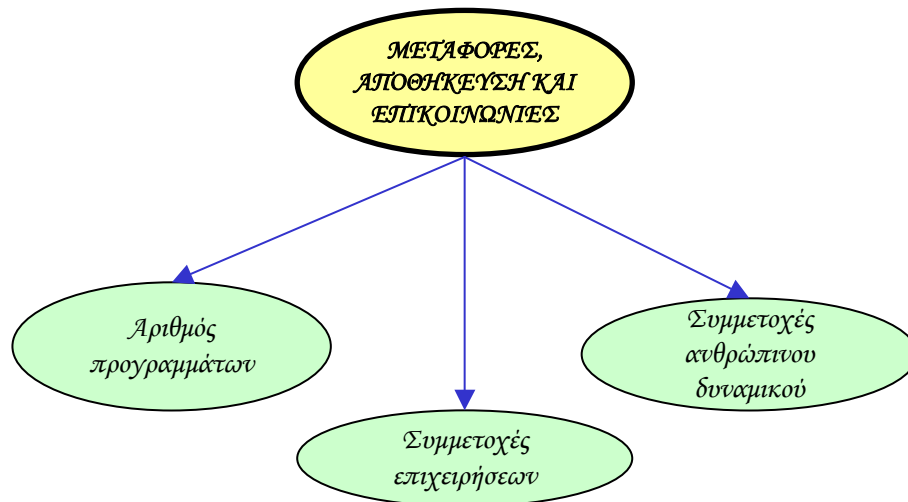 ΜΕΤΑΦΟΡΕΣ,
ΑΠΟΘΗΚΕΥΣΗ ΚΑΙ
ΕΠΙΚΟΙΝΩΝΙΕΣ
Αριθμός
προγραμμάτων
Συμμετοχές
επιχειρήσεων
Συμμετοχές
ανθρώπινου
δυναμικού